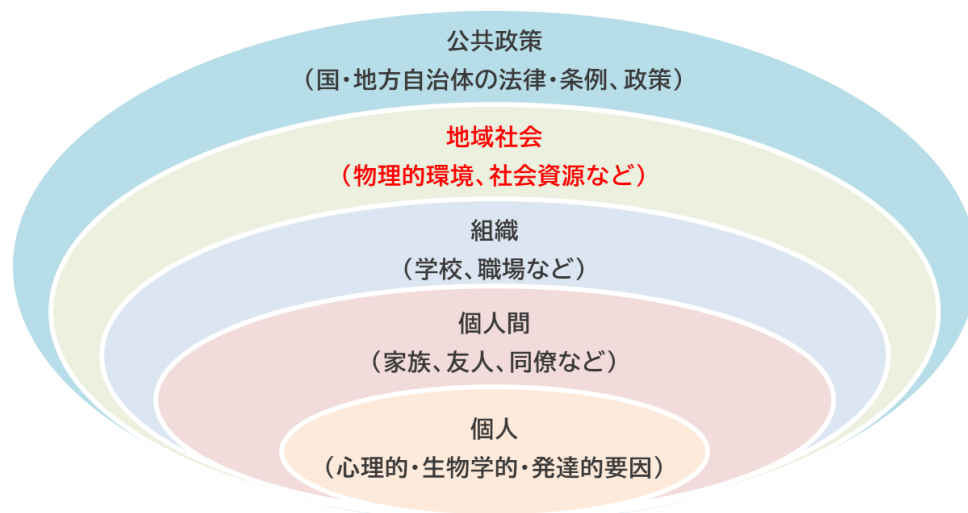 公共政策
（国・地方自治体の法律・条例、政策）
地域社会
（物理的環境、社会資源など）
組織
（学校、職場など）
個人間
（家族、友人、同僚など）
個人
（心理的・生物学的・発達的要因）